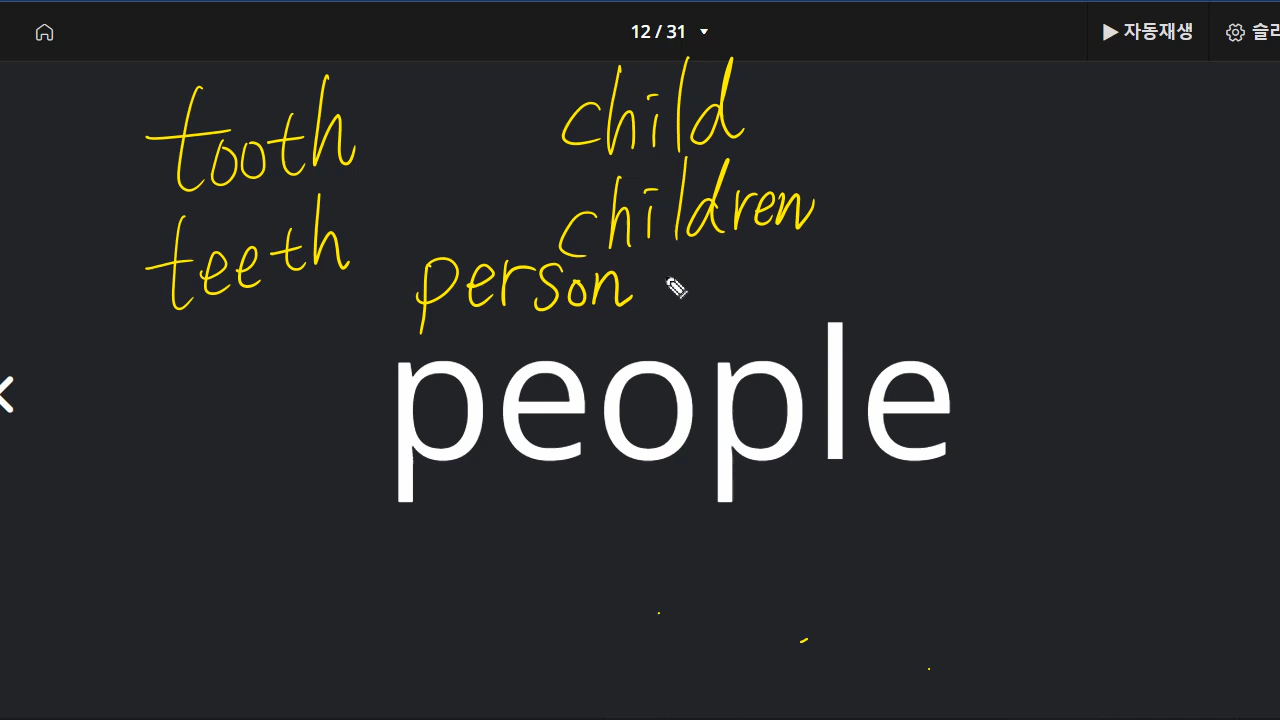 12 / 31
자동재생
tooth
teeth
child
children
person
people